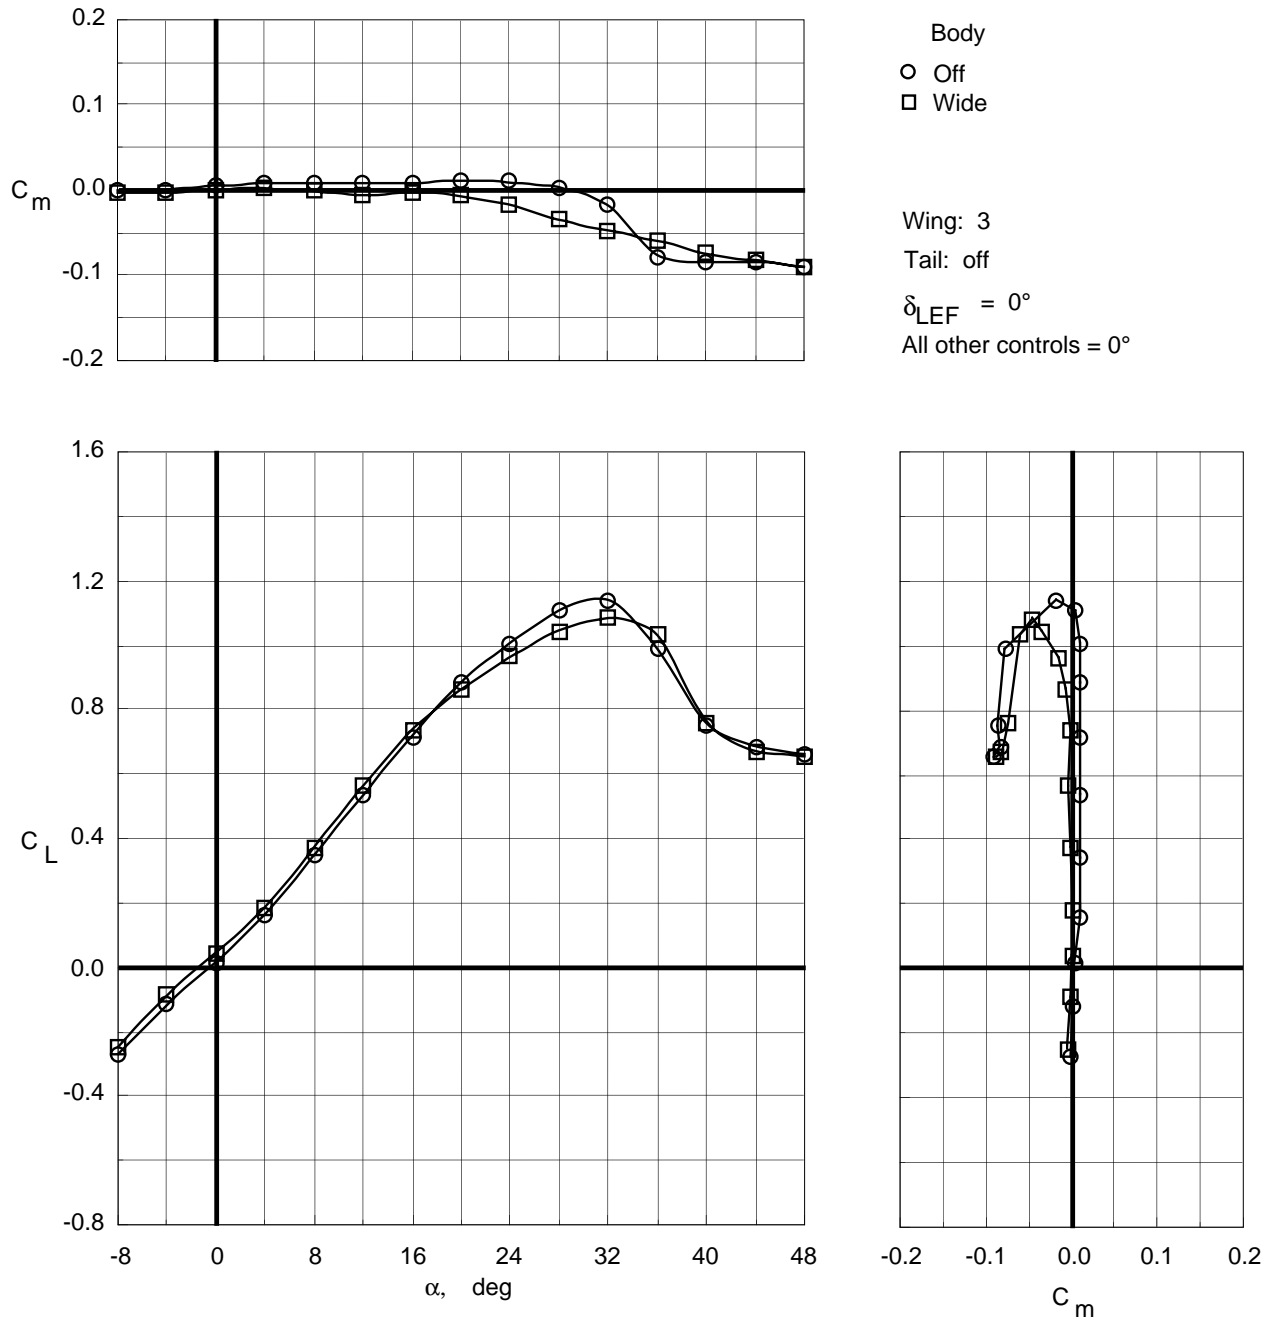 0.2
0.1
0.0
-0.1
-0.2
C m
Body
Off
Wide
Wing: 3
Tail: off
δLEF = 0°
All other controls = 0°
1.6
1.2
0.8
0.4
0.0
-0.4
-0.8
C L
-8 0 8 16 24 32 40 48
α, deg
-0.2 -0.1 0.0 0.1 0.2
C m